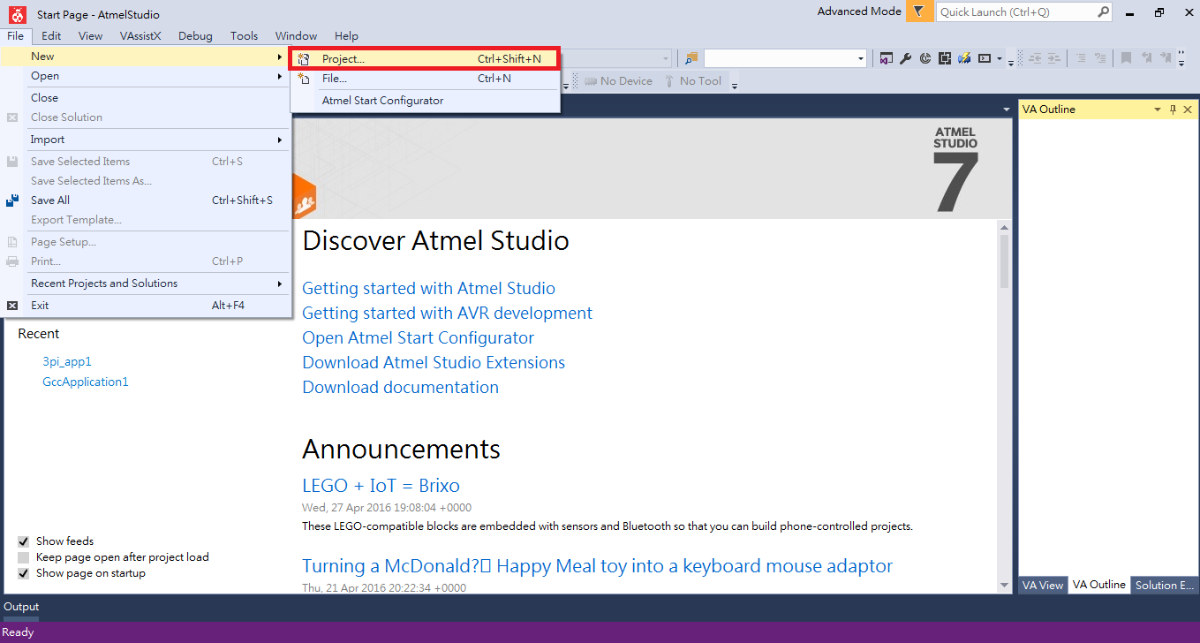 Start Page - AtmelStudio
Advanced Mode
Quick Launch (Ctrl+Q)
File Edit View VAssistX Debug Tools Window Help
New
Project... Ctrl+Shift+N
Open
File... Ctrl+N
Atmel Start Configurator
No Device No Tool
Close
Close Solution
Import
Save Selected Items Ctrl+S
Save Selected Items As...
Save All Ctrl+Shift+S
Export Template...
Page Setup...
Print... Ctrl+P
Recent Projects and Solutions
Exit Alt+F4
ATMEL
STUDIO
7
VA Outline
Discover Atmel Studio
Getting started with Atmel Studio
Getting started with AVR development
Open Atmel Start Configurator
Download Atmel Studio Extensions
Download documentation
Recent
3pi_app1
GccApplication1
Announcements
LEGO + IoT = Brixo
Wed, 27 Apr 2016 19:08:04 +0000
These LEGO-compatible blocks are embedded with sensors and Bluetooth so that you can build phone-controlled projects.
Turning a McDonald?▯ Happy Meal toy into a keyboard mouse adaptor
Thu, 21 Apr 2016 20:22:34 +0000
Show feeds
Keep page open after project load
Show page on startup
VA View VA Outline Solution E...
Output
Ready